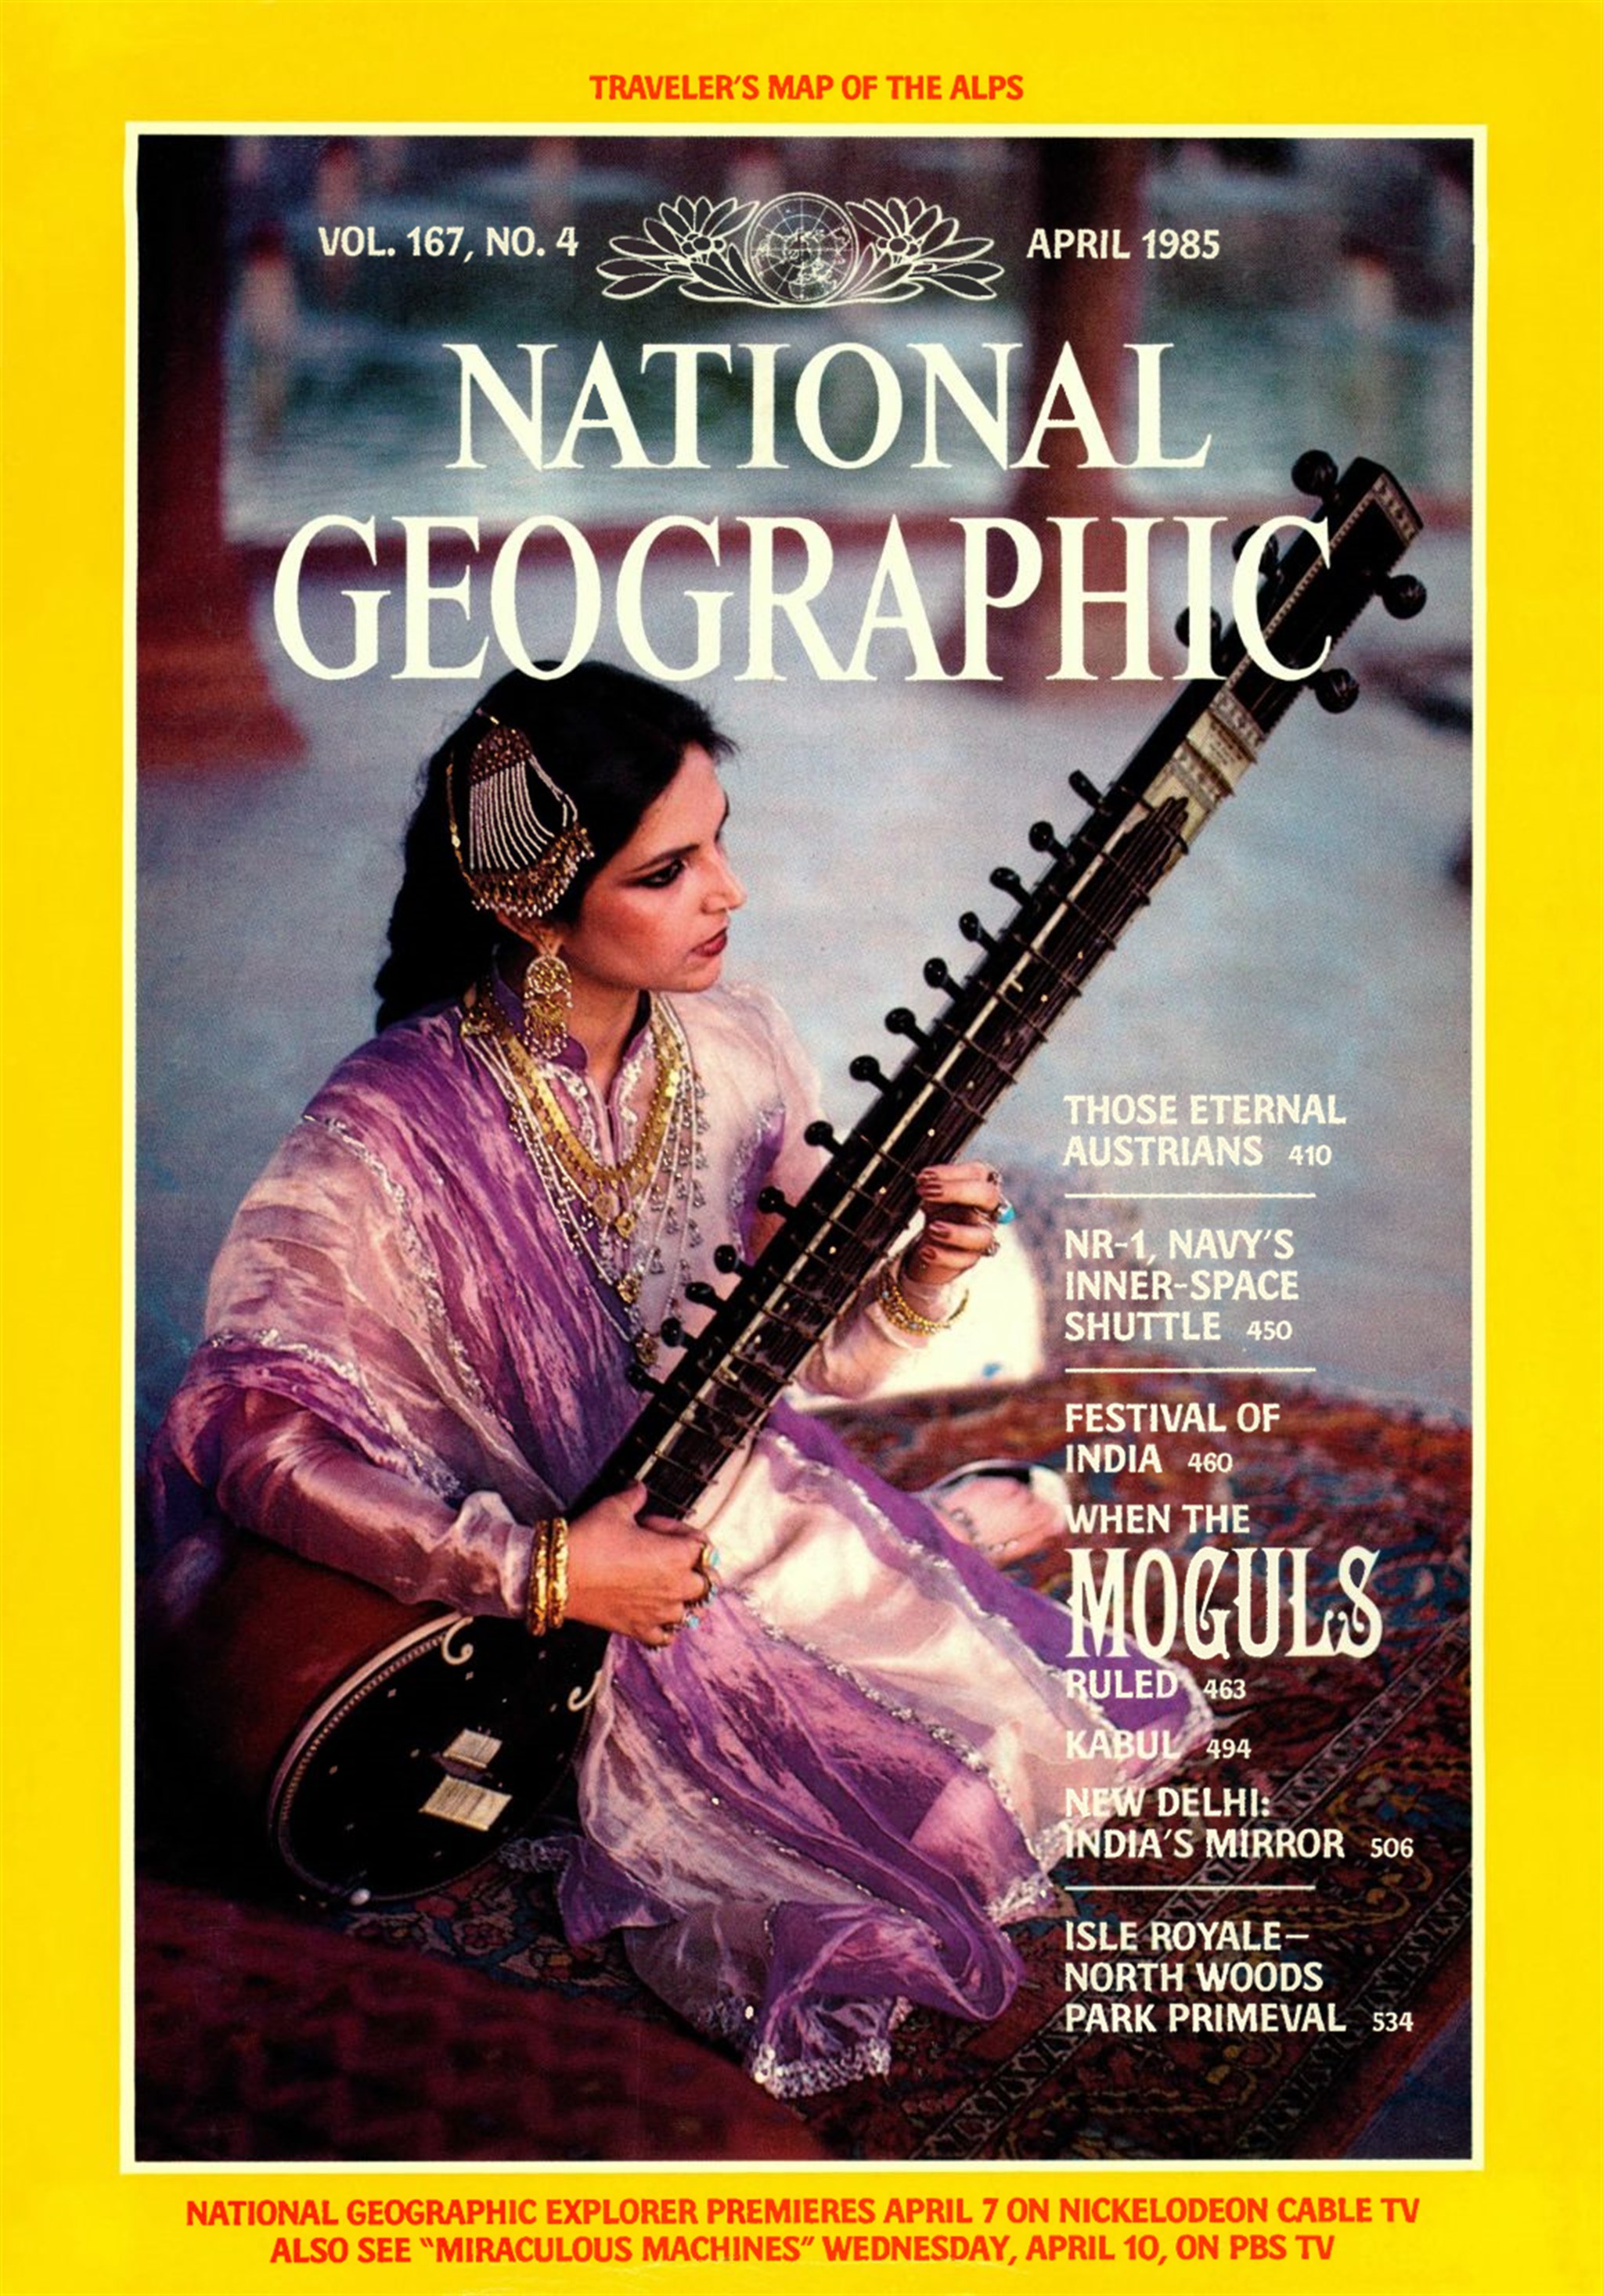 TRAVELER'S MAP OF THE ALPS
VOL. 167, NO. 4
APRIL 1985
NATIONAL
GEOGRAPHIC
THOSE ETERNAL
AUSTRIANS 410
NR-1, NAVY'S
INNER-SPACE
SHUTTLE 450
FESTIVAL OF
INDIA 460
WHEN THE
MOGULS
RULED 463
KABUL 494
NEW DELHI:
INDIA'S MIRROR 506
ISLE ROYALE–
NORTH WOODS
PARK PRIMEVAL 534
NATIONAL GEOGRAPHIC EXPLORER PREMIERES APRIL 7 ON NICKELODEON CABLE TV
ALSO SEE "MIRACULOUS MACHINES" WEDNESDAY, APRIL 10, ON PBS TV